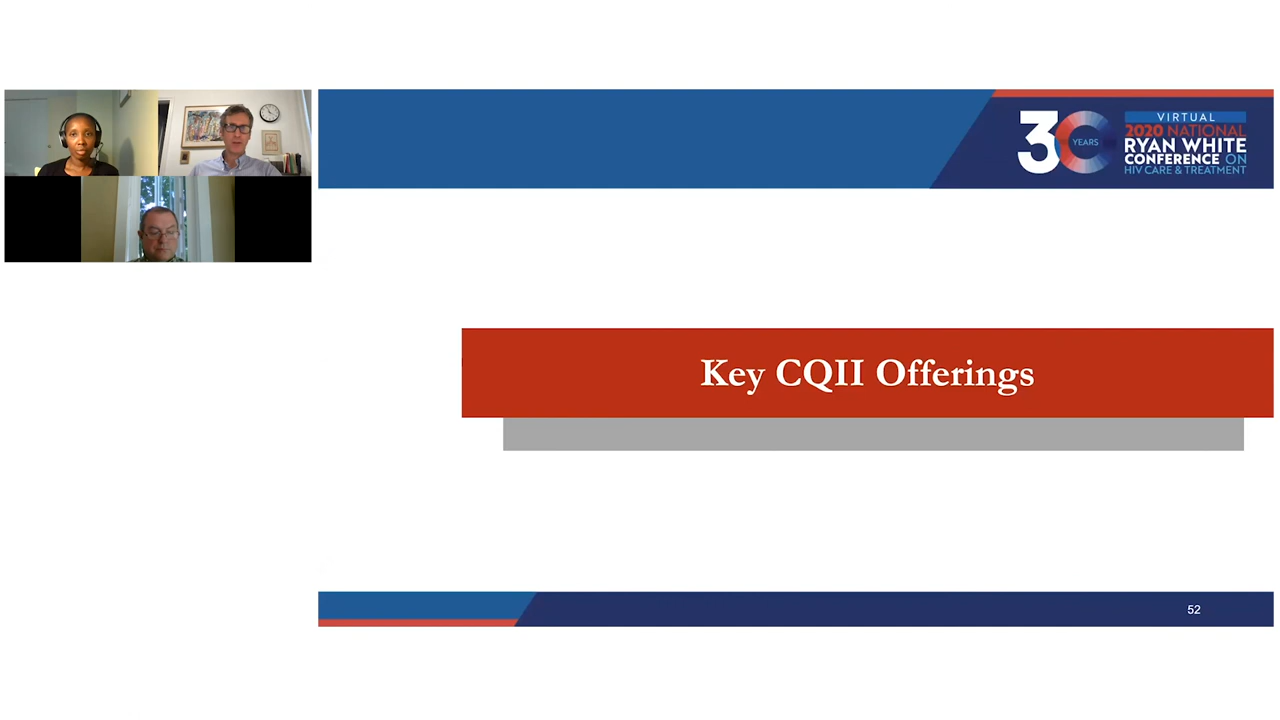 30
YEARS
VIRTUAL
2020 NATIONAL
RYAN WHITE
CONFERENCE ON
HIV CARE & TREATMENT
Key CQII Offerings
52